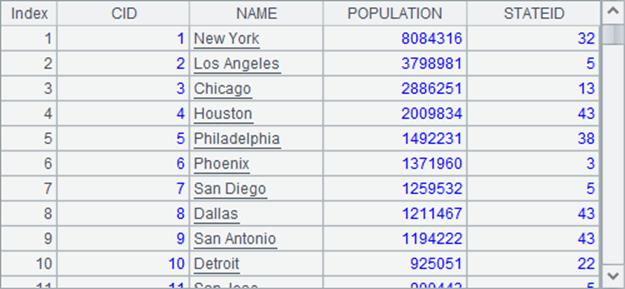 Index CID NAME POPULATION STATEID
1 1 New York 8084316 32
2 2 Los Angeles 3798981 5
3 3 Chicago 2886251 13
4 4 Houston 2009834 43
5 5 Philadelphia 1492231 38
6 6 Phoenix 1371960 3
7 7 San Diego 1259532 5
8 8 Dallas 1211467 43
9 9 San Antonio 1194222 43
10 10 Detroit 925051 22
11 11 San Jose 5